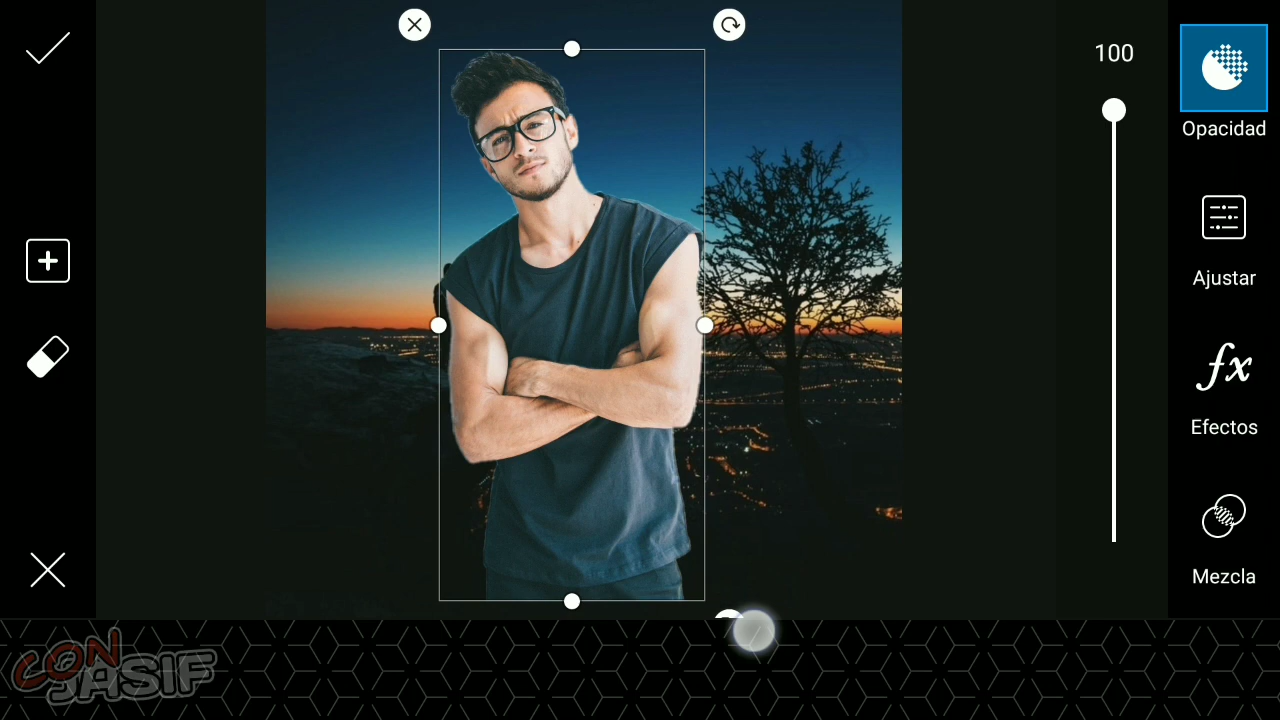 100
Opacidad
Ajustar
fx
Efectos
Mezcla
CON
JASIF